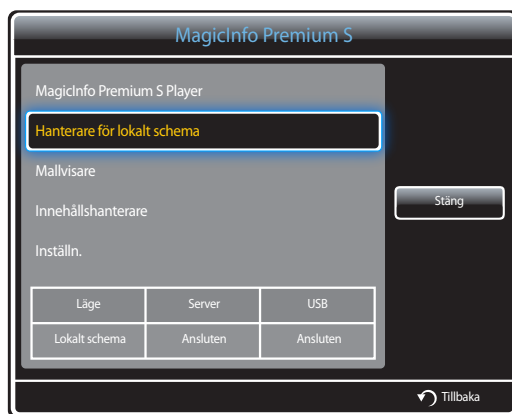 MagicInfo Premium S
MagicInfo Premium S Player
Hanterare för lokalt schema
Mallvisare
Innehållshanterare
Inställn.
Stäng
Läge Server USB
Lokalt schema Ansluten Ansluten
Tillbaka